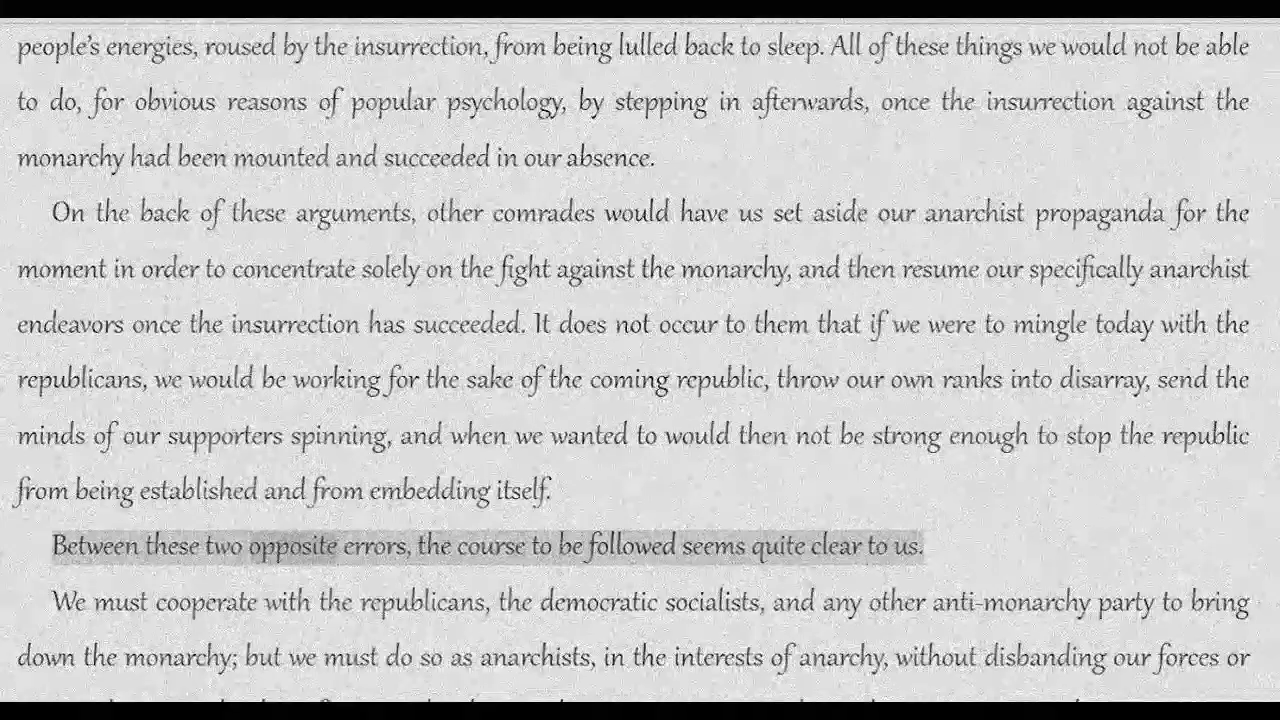 people's energies, roused by the insurrection, from being lulled back to sleep. All of these things we would not be able
to do, for obvious reasons of popular psychology, by stepping in afterwards, once the insurrection against the
monarchy had been mounted and succeeded in our absence.
On the back of these arguments, other comrades would have us set aside our anarchist propaganda for the
moment in order to concentrate solely on the fight against the monarchy, and then resume our specifically anarchist
endeavors once the insurrection has succeeded. It does not occur to them that if we were to mingle today with the
republicans, we would be working for the sake of the coming republic, throw our own ranks into disarray, send the
minds of our supporters spinning, and when we wanted to would then not be strong enough to stop the republic
from being established and from embedding itself.
Between these two opposite errors, the course to be followed seems quite clear to us.
We must cooperate with the republicans, the democratic socialists, and any other anti-monarchy party to bring
down the monarchy; but we must do so as anarchists, in the interests of anarchy, without disbanding our forces or